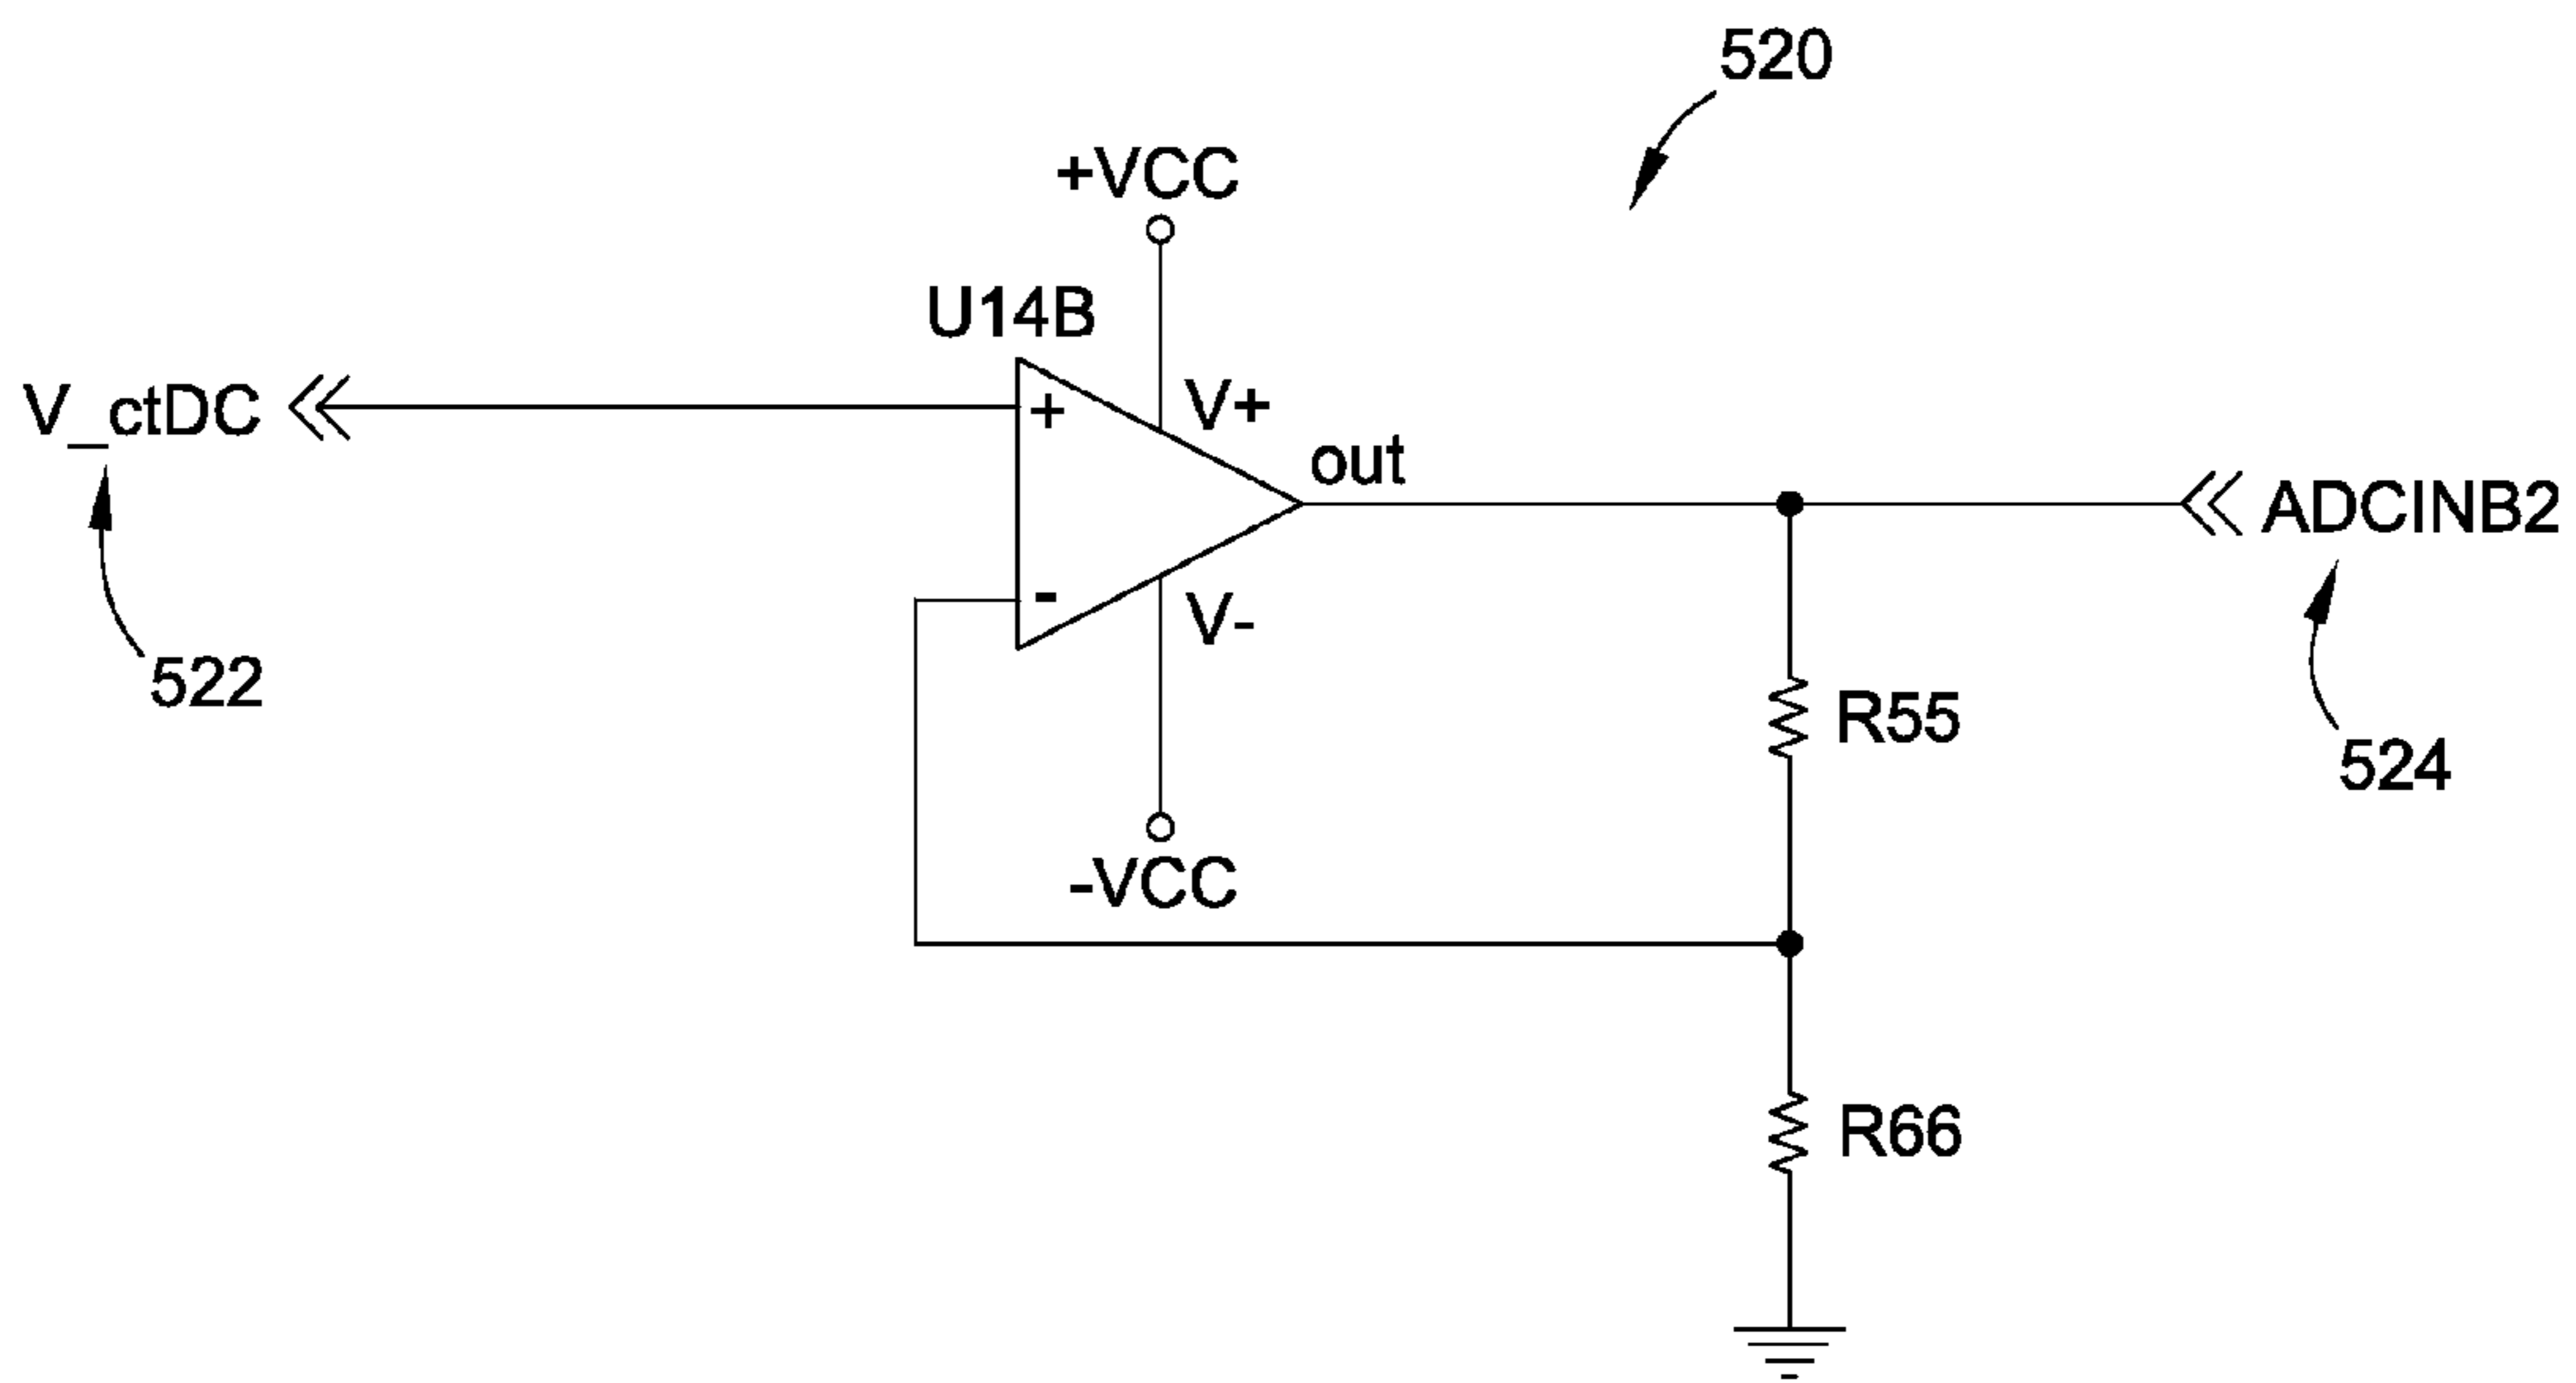 520
+VCC
U14B
V_ctDC
+
V+
out
ADCINB2
-
V-
522
R55
524
-VCC
R66